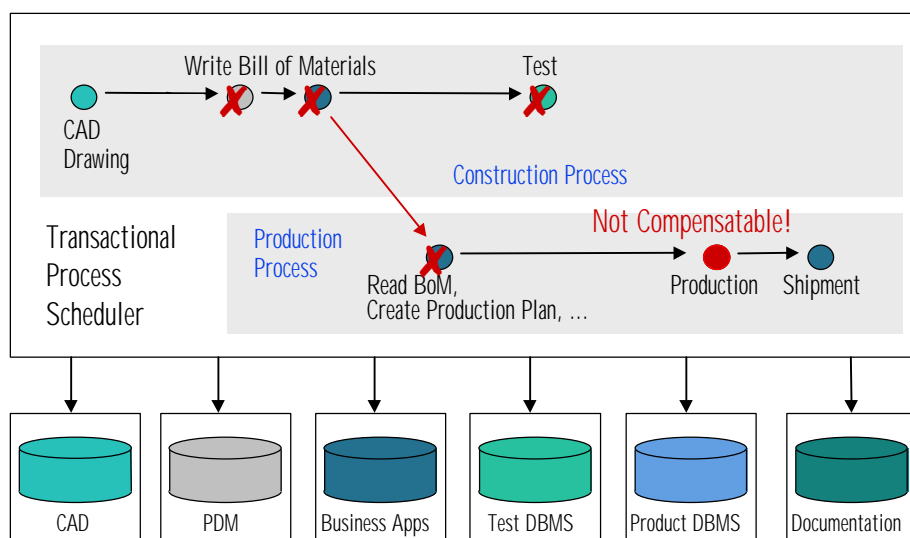 Write Bill of Materials
Test
CAD
Drawing
Construction Process
Transactional
Process
Scheduler
Production
Process
Not Compensatable!
Read BoM,
Create Production Plan, ...
Production
Shipment
CAD
PDM
Business Apps
Test DBMS
Product DBMS
Documentation